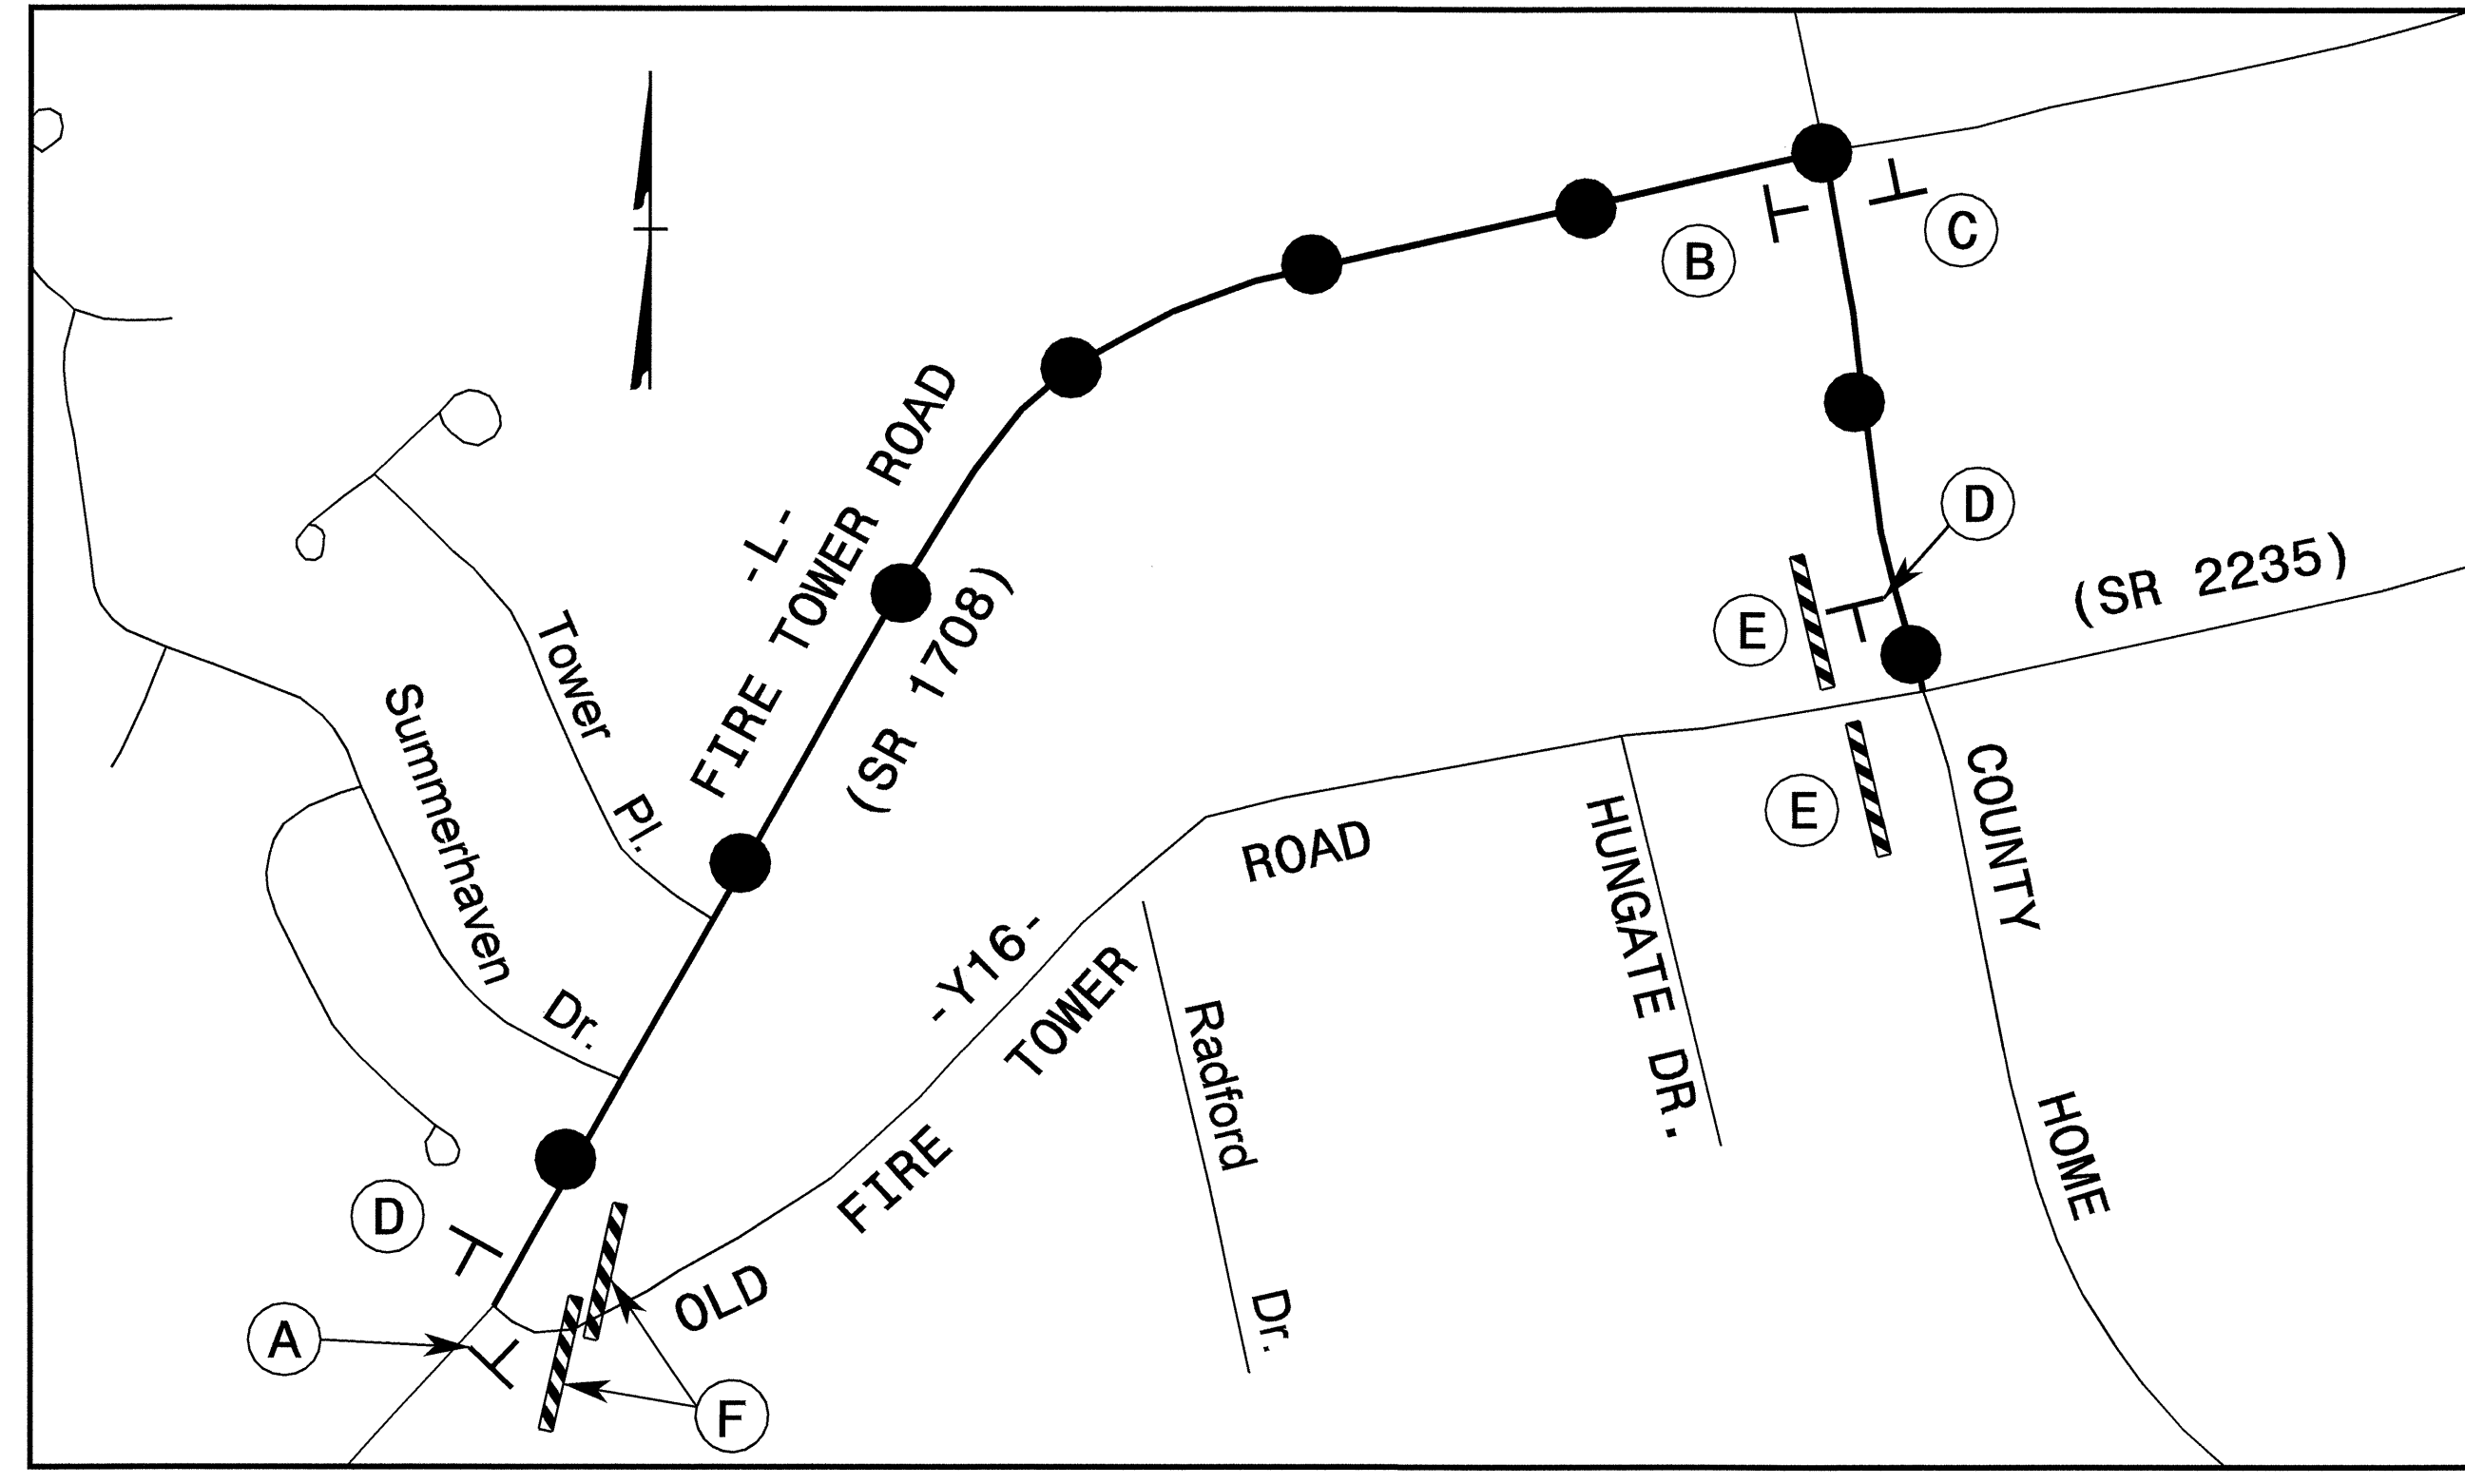 C
B
D
(SR 2235)
E
-L-
FIRE TOWER ROAD
(SR 1708)
Tower Pl.
Summerhaven Dr.
E
COUNTY HOME
HUNGATE DR.
-Y16-
OLD FIRE TOWER ROAD
Radford Dr.
D
A
F